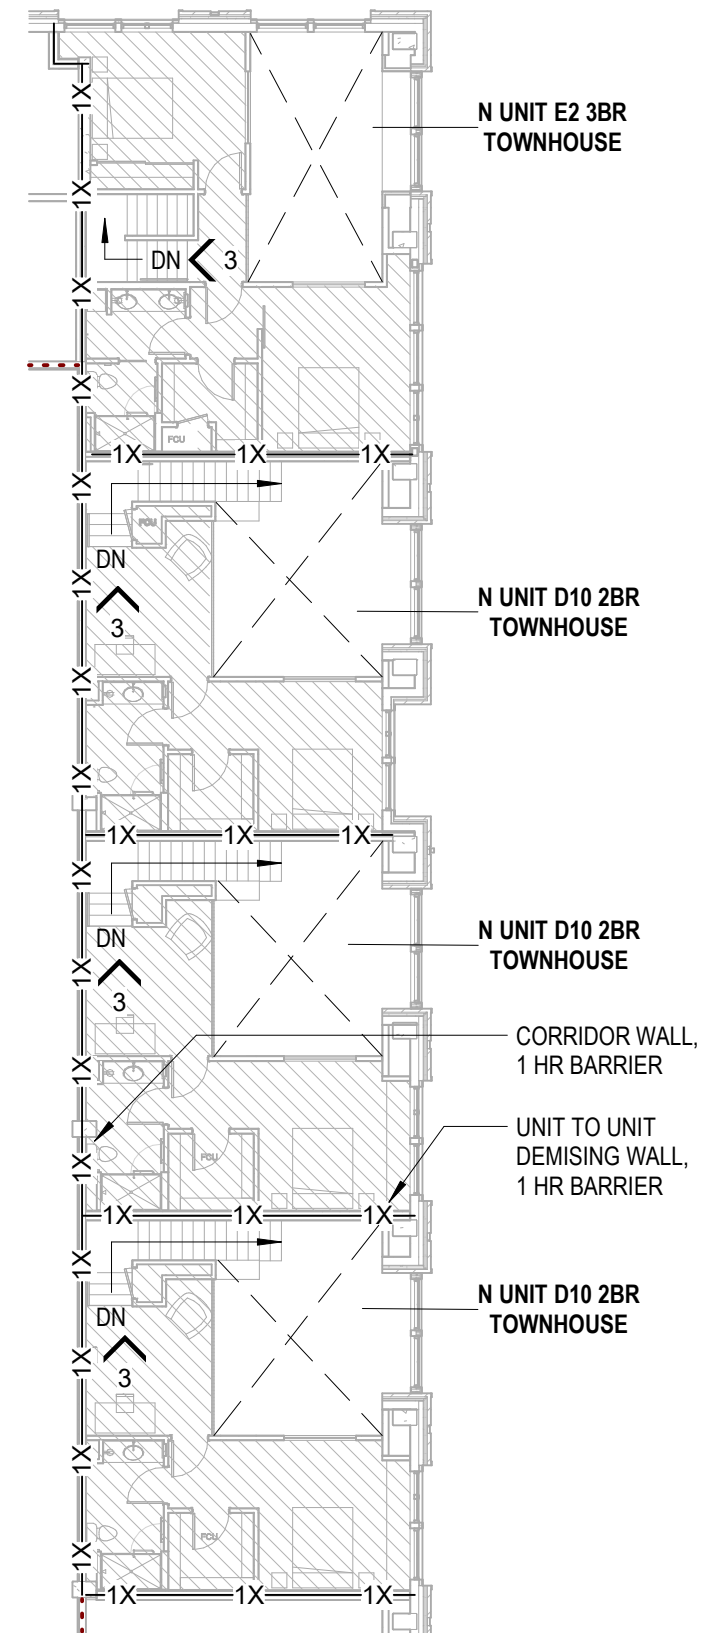 1X
1X
N UNIT E2 3BR
TOWNHOUSE
DN 3
1X
1X
FCU
1X 1X 1X
1X
FCU
DN
1X
3
N UNIT D10 2BR
TOWNHOUSE
1X
1X
1X 1X 1X
1X
DN
3
1X
N UNIT D10 2BR
TOWNHOUSE
CORRIDOR WALL,
1 HR BARRIER
1X
UNIT TO UNIT
DEMISING WALL,
1 HR BARRIER
FCU
1X
1X 1X 1X
1X
DN
N UNIT D10 2BR
TOWNHOUSE
1X
3
1X
FCU
1X
1X 1X 1X